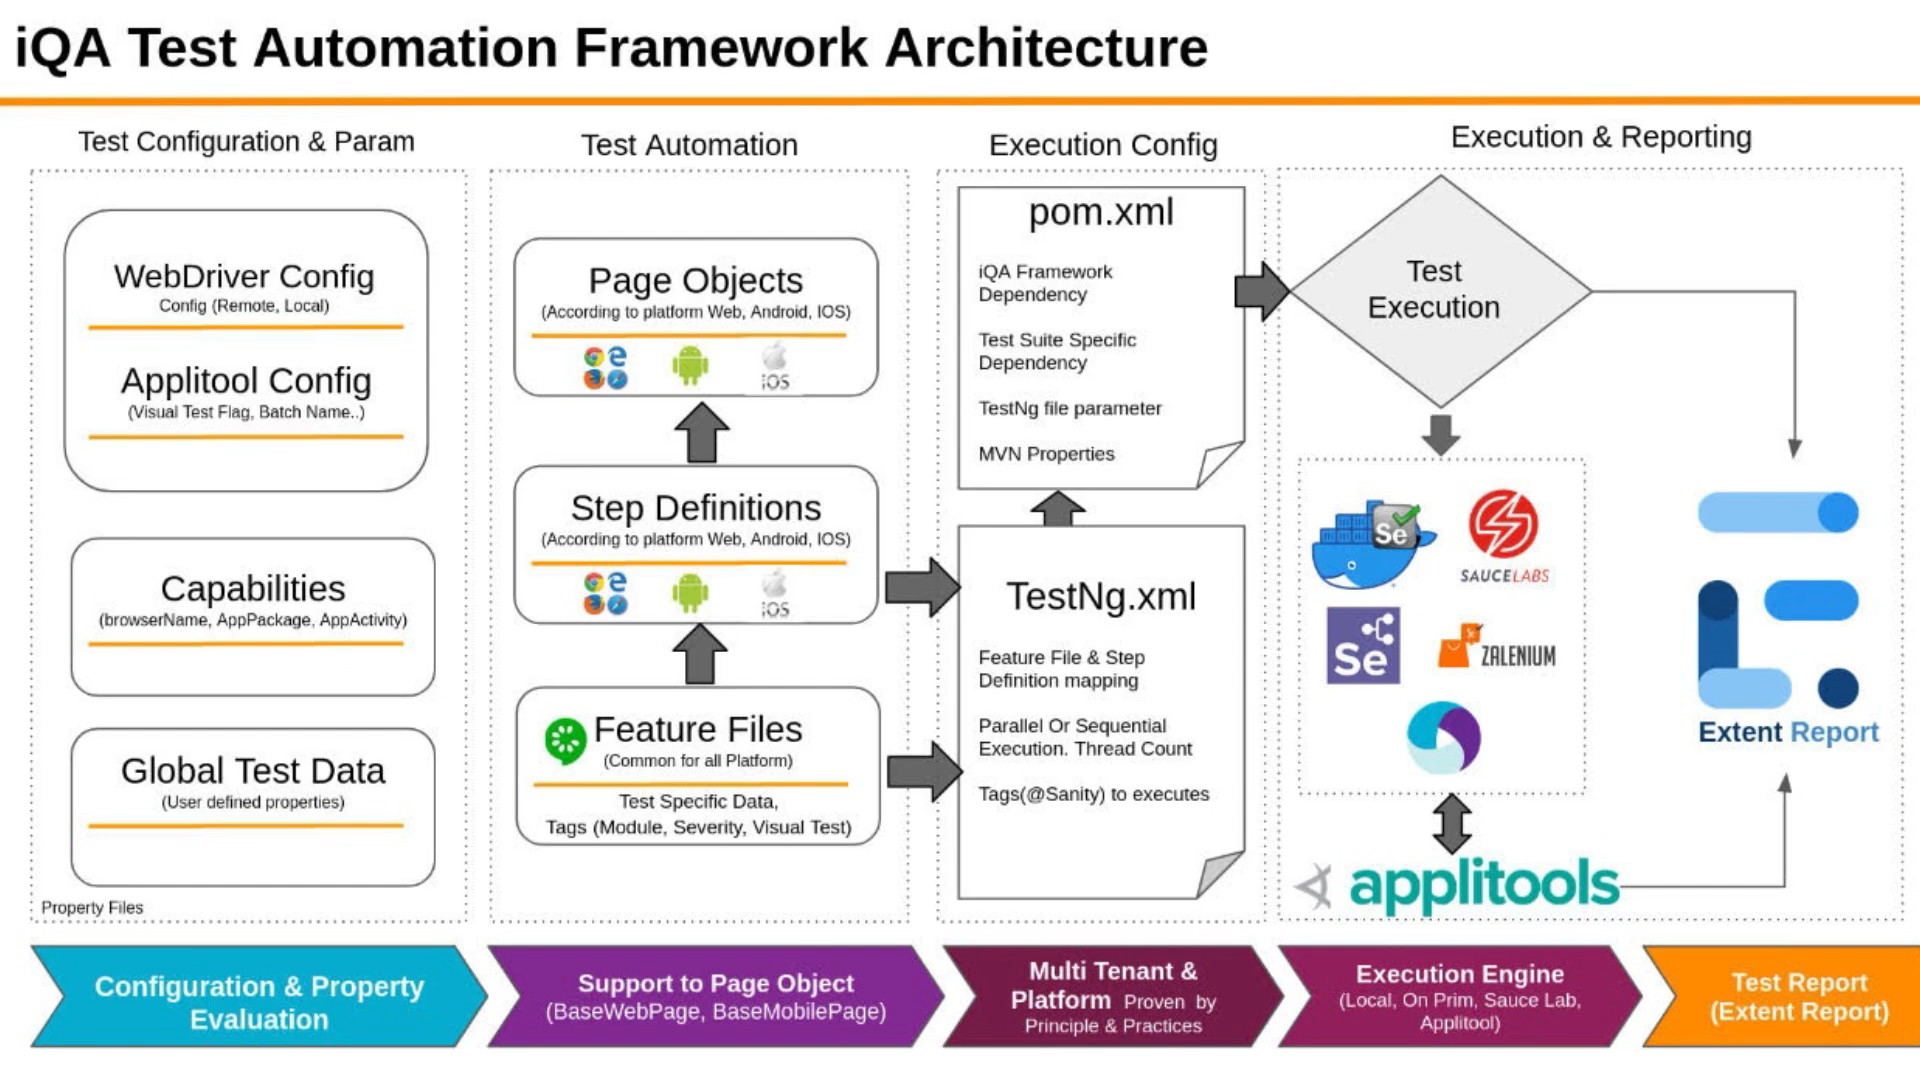 iQA Test Automation Framework Architecture
Test Configuration & Param
WebDriver Config
Config (Remote, Local)
Applitool Config
(Visual Test Flag, Batch Name..)
Capabilities
(browserName, AppPackage, AppActivity)
Global Test Data
(User defined properties)
Property Files
Test Automation
Page Objects
(According to platform Web, Android, IOS)
iOS
Step Definitions
(According to platform Web, Android, IOS)
iOS
Feature Files
(Common for all Platform)
Test Specific Data,
Tags (Module, Severity, Visual Test)
Execution Config
pom.xml
iQA Framework
Dependency
Test Suite Specific
Dependency
TestNg file parameter
MVN Properties
TestNg.xml
Feature File & Step
Definition mapping
Parallel Or Sequential
Execution. Thread Count
Tags(@Sanity) to executes
Execution & Reporting
Test
Execution
Se
SAUCELABS
Se
Se
ZALENIUM
applitools
Extent Report
Configuration & Property
Evaluation
Support to Page Object
(BaseWebPage, BaseMobilePage)
Multi Tenant &
Platform Proven by
Principle & Practices
Execution Engine
(Local, On Prim, Sauce Lab,
Applitool)
Test Report
(Extent Report)